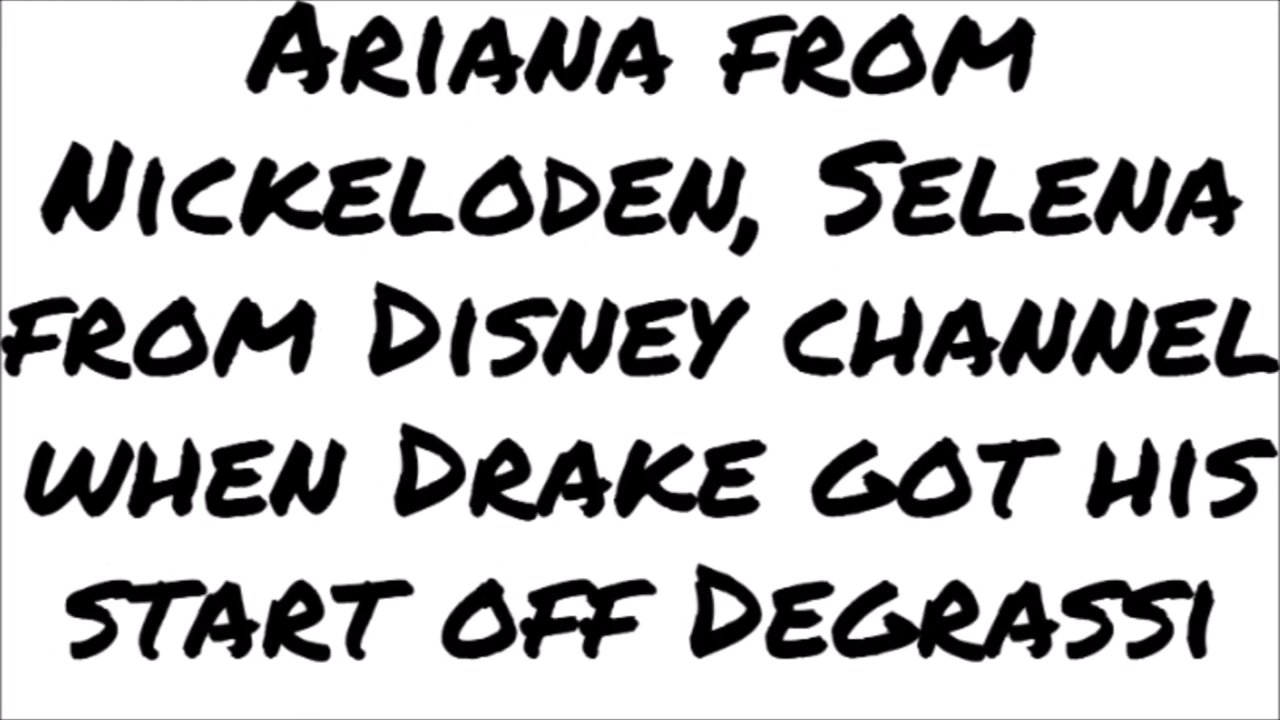 Ariana from
Nickeloden, Selena
from Disney channel
when Drake got his
start off Degrassi